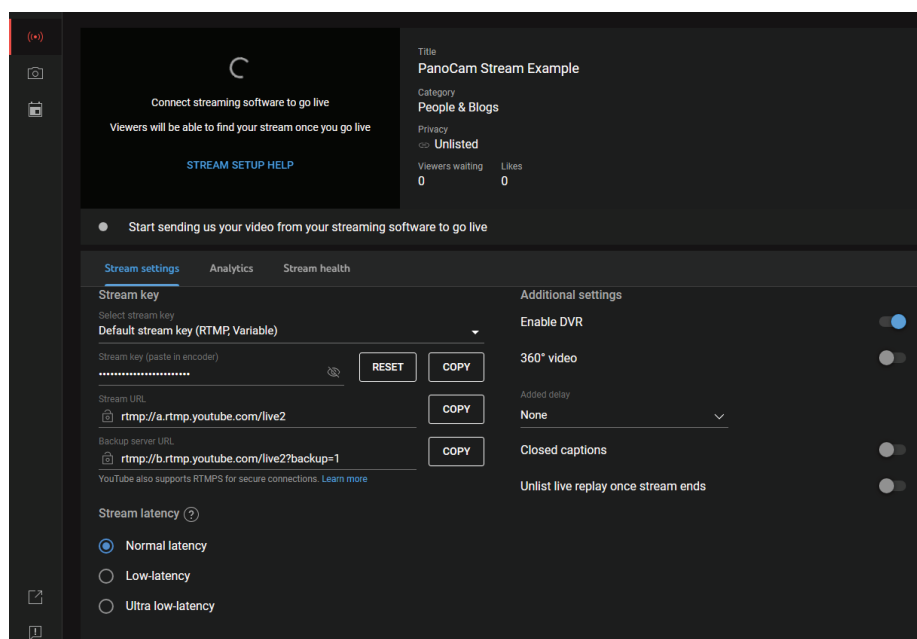 Connect streaming software to go live
Viewers will be able to find your stream once you go live
STREAM SETUP HELP
Title
PanoCam Stream Example
Category
People & Blogs
Privacy
Unlisted
Viewers waiting Likes
0 0
Start sending us your video from your streaming software to go live
Stream settings Analytics Stream health
Stream key
Select stream key
Default stream key (RTMP, Variable)
Stream key (paste in encoder)
•••••••••••••••••••••••• RESET COPY
Stream URL
rtmp://a.rtmp.youtube.com/live2 COPY
Backup server URL
rtmp://b.rtmp.youtube.com/live2?backup=1 COPY
YouTube also supports RTMPS for secure connections. Learn more
Stream latency ?
Normal latency
Low-latency
Ultra low-latency
Additional settings
Enable DVR
360° video
Added delay
None
Closed captions
Unlist live replay once stream ends